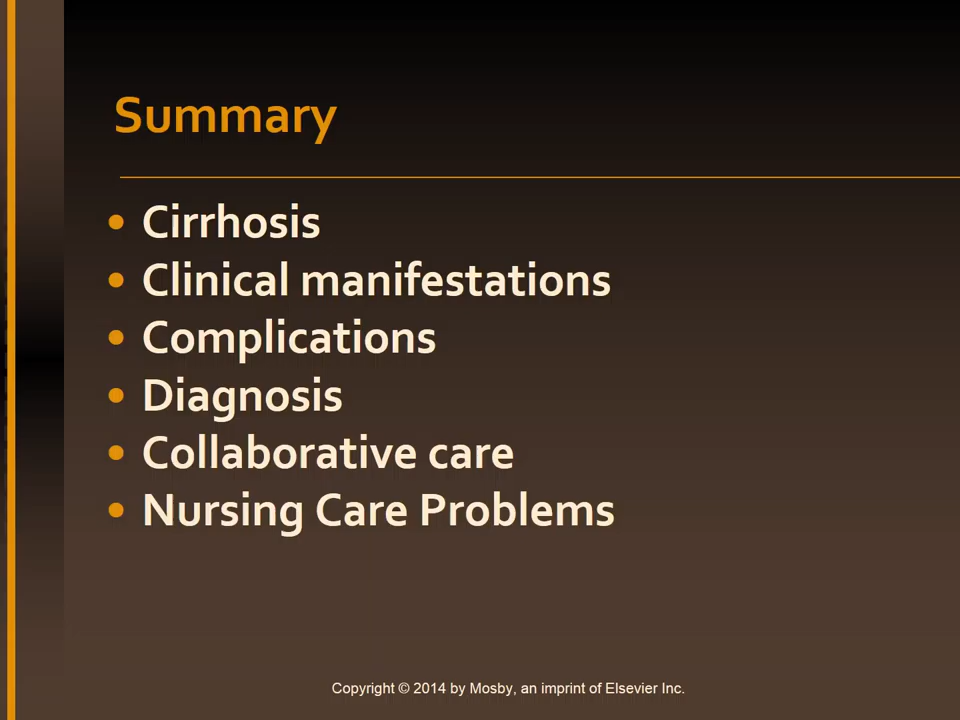 Summary
• Cirrhosis
• Clinical manifestations
• Complications
• Diagnosis
• Collaborative care
• Nursing Care Problems
Copyright © 2014 by Mosby, an imprint of Elsevier Inc.